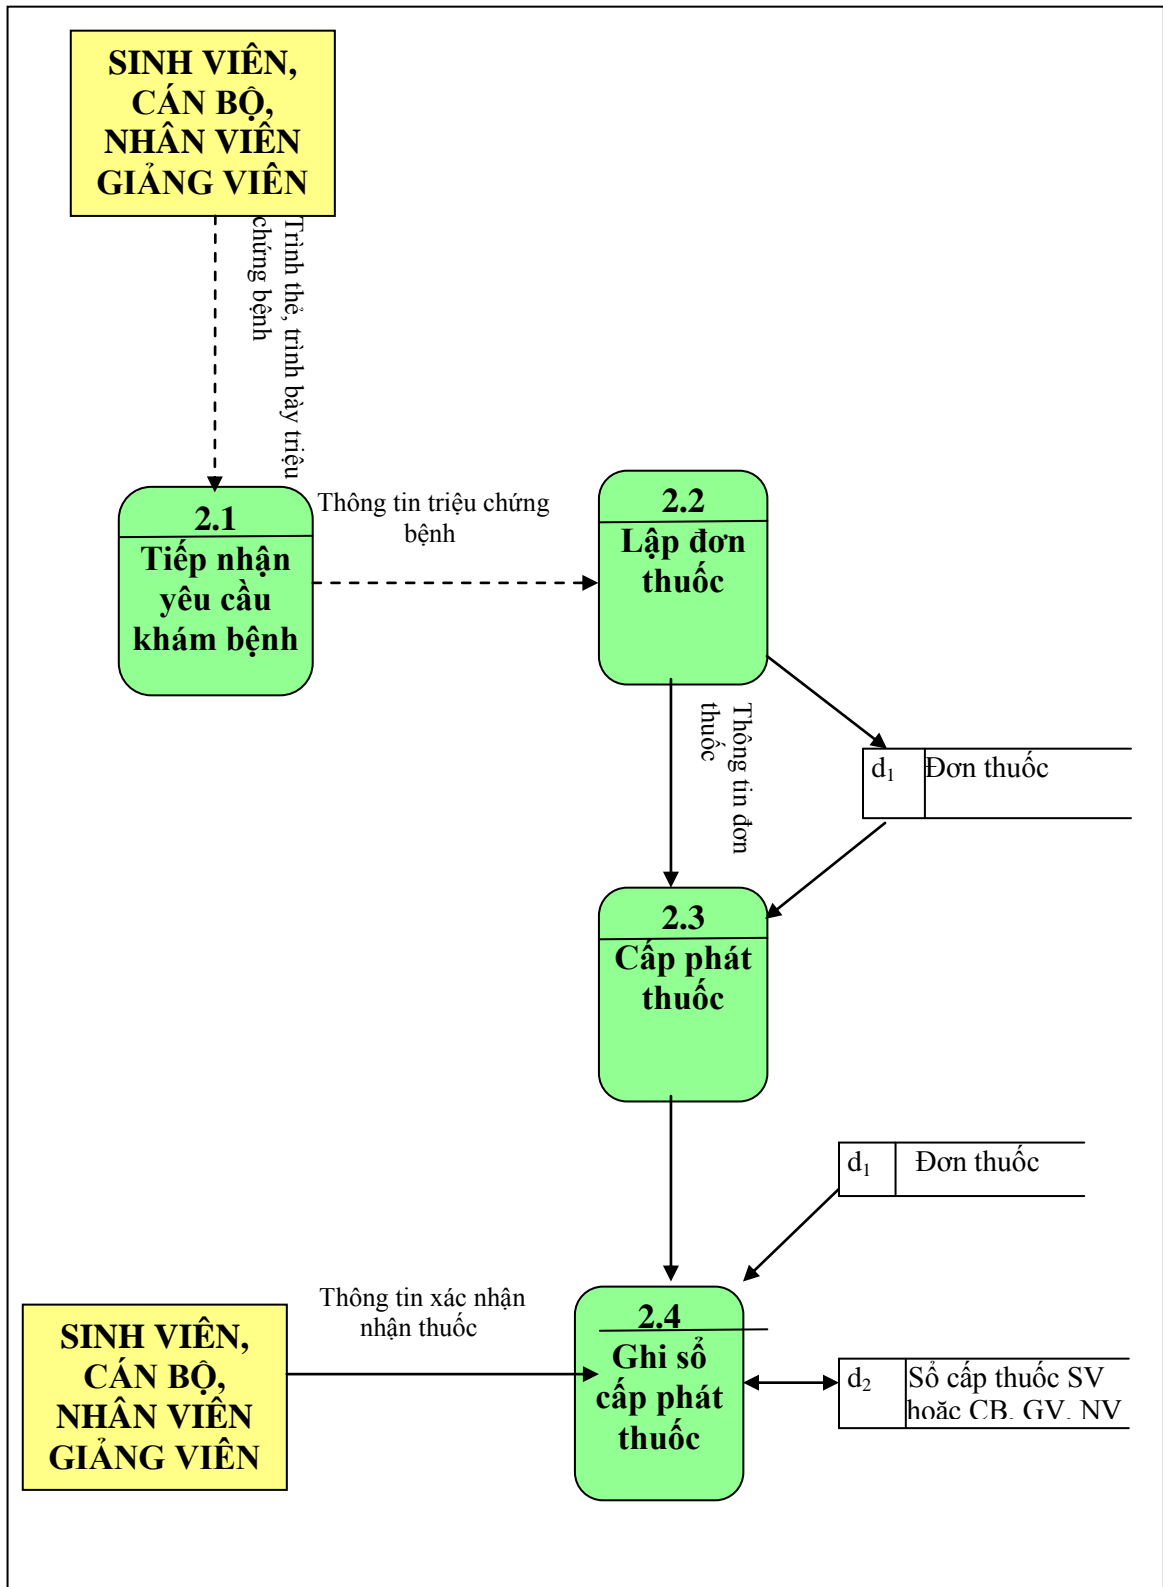 SINH VIÊN,
CÁN BỘ,
NHÂN VIÊN
GIẢNG VIÊN
Trình thẻ, trình bày triệu
chứng bệnh
2.1
Tiếp nhận
yêu cầu
khám bệnh
Thông tin triệu chứng
bệnh
2.2
Lập đơn
thuốc
Thông tin đơn
thuốc
d1 Đơn thuốc
2.3
Cấp phát
thuốc
d1 Đơn thuốc
Thông tin xác nhận
nhận thuốc
SINH VIÊN,
CÁN BỘ,
NHÂN VIÊN
GIẢNG VIÊN
2.4
Ghi sổ
cấp phát
thuốc
d2 Sổ cấp thuốc SV
hoặc CB, GV, NV